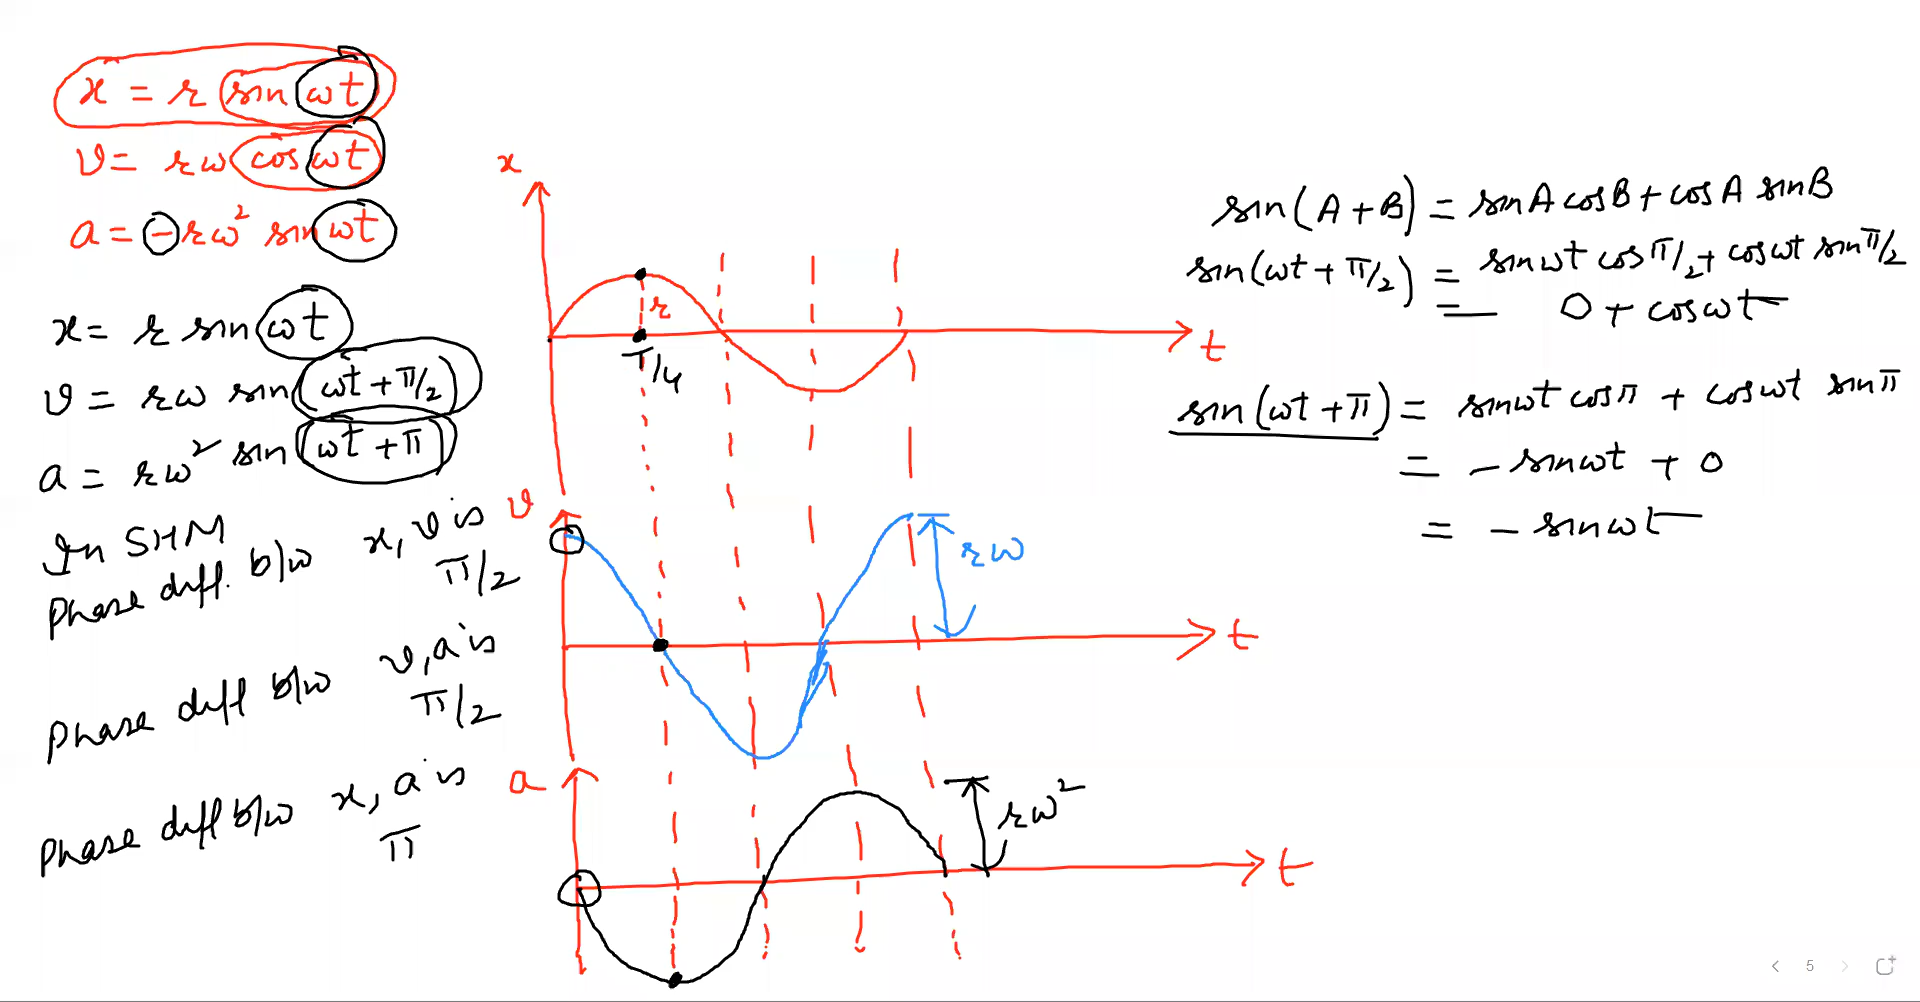 x = r sin ωt
v = rω cos ωt
a = - rω² sin ωt
x = r sin ωt
v = rω sin (ωt + π/2)
a = rω² sin (ωt + π)
In SHM
Phase diff. b/w x, v is π/2
Phase diff b/w v, a is π/2
Phase diff b/w x, a is π
x
r
T/4
t
v
rω
t
a
rω²
t
sin(A+B) = sinA cosB + cosA sinB
sin(ωt + π/2) = sinωt cosπ/2 + cosωt sinπ/2
= 0 + cosωt
sin(ωt + π) = sinωt cosπ + cosωt sinπ
= - sinωt + 0
= - sinωt
5